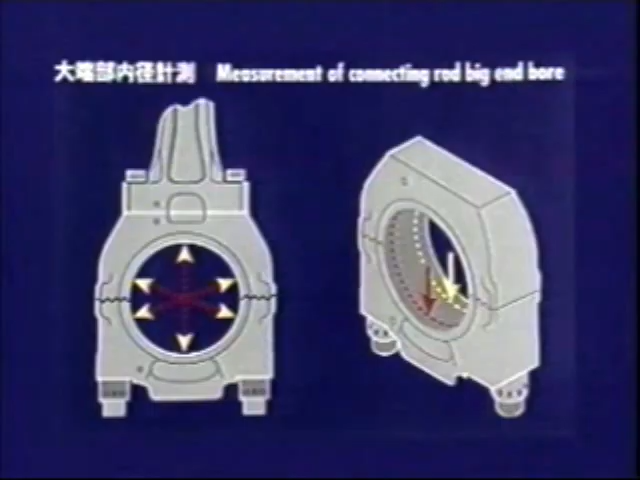 大端部内径計測 Measurement of connecting rod big end bore